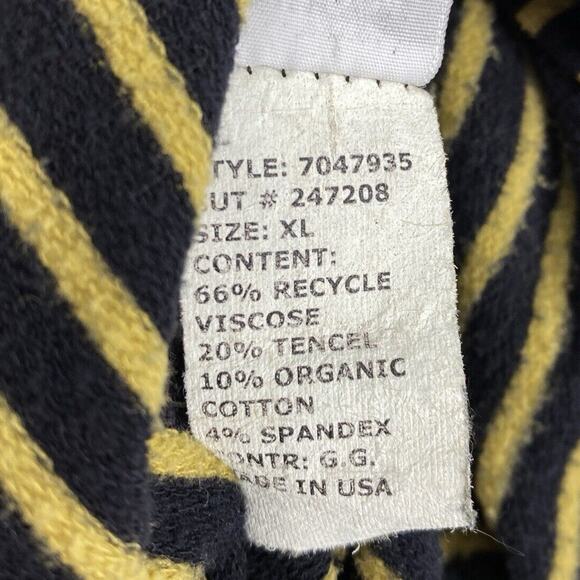 TYLE: 7047935
UT # 247208
SIZE: XL
CONTENT:
66% RECYCLE
VISCOSE
20% TENCEL
10% ORGANIC
COTTON
4% SPANDEX
ONTR: G.G.
ADE IN USA